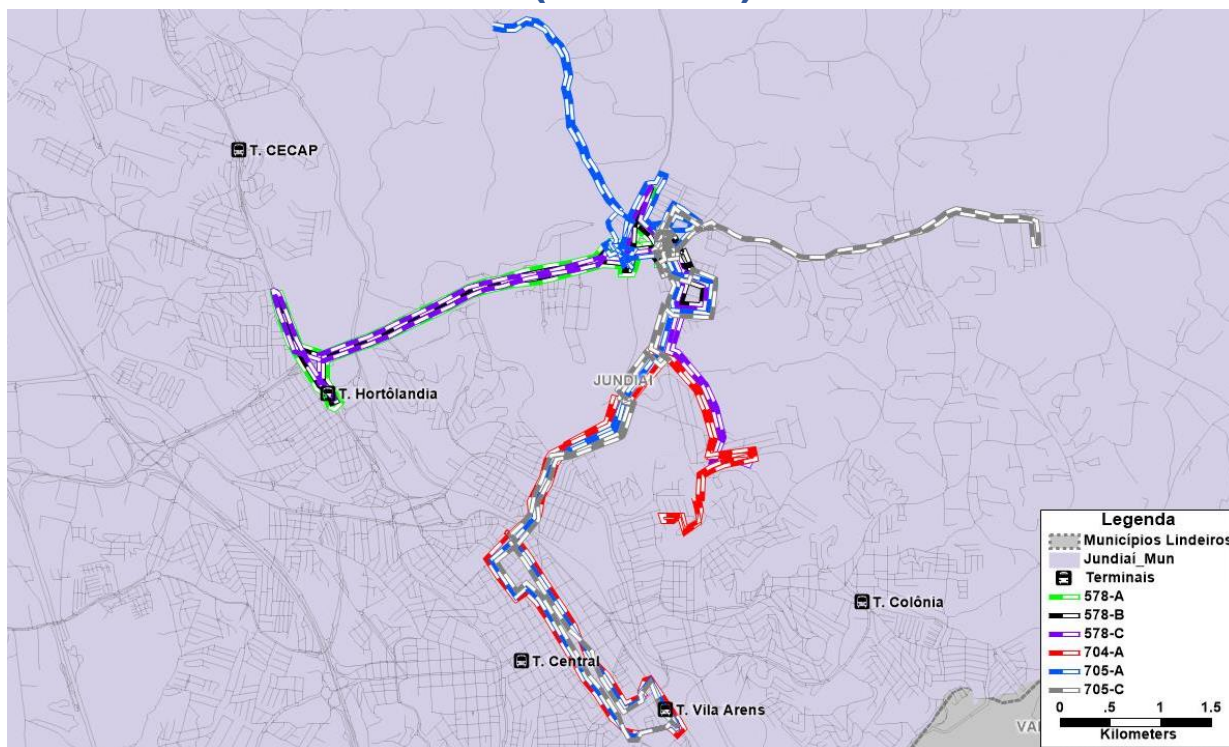 T. CECAP
T. Hortôlandia
JUNDIAÍ
T. Colônia
T. Central
T. Vila Arens
Legenda
Municípios Lindeiros
Jundiaí_Mun
Terminais
578-A
578-B
578-C
704-A
705-A
705-C
0 .5 1 1.5
Kilometers